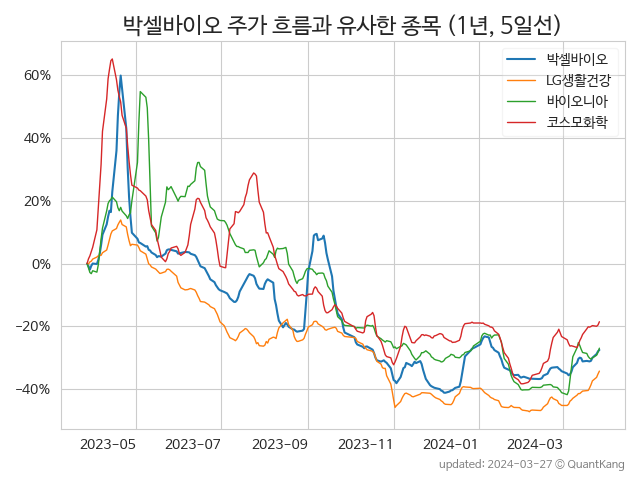 박셀바이오 주가 흐름과 유사한 종목 (1년, 5일선)
박셀바이오
LG생활건강
바이오니아
코스모화학
60%
40%
20%
0%
−20%
−40%
2023-05 2023-07 2023-09 2023-11 2024-01 2024-03
updated: 2024-03-27 © QuantKang